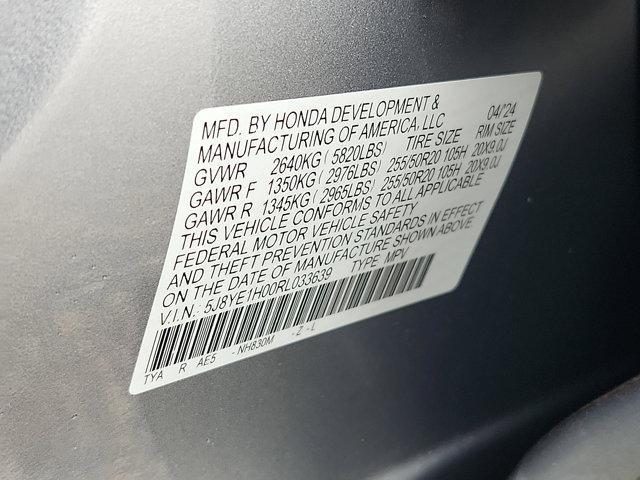 MFD. BY HONDA DEVELOPMENT &
MANUFACTURING OF AMERICA, LLC 04/24
GVWR 2640KG ( 5820LBS) TIRE SIZE RIM SIZE
GAWR F 1350KG ( 2976LBS) 255/50R20 105H 20X9.0J
GAWR R 1345KG ( 2965LBS) 255/50R20 105H 20X9.0J
THIS VEHICLE CONFORMS TO ALL APPLICABLE
FEDERAL MOTOR VEHICLE SAFETY
AND THEFT PREVENTION STANDARDS IN EFFECT
ON THE DATE OF MANUFACTURE SHOWN ABOVE.
V.I.N.: 5J8YE1H00RL033639 TYPE: MPV
TYA R AE5 -NH830M -Z -L